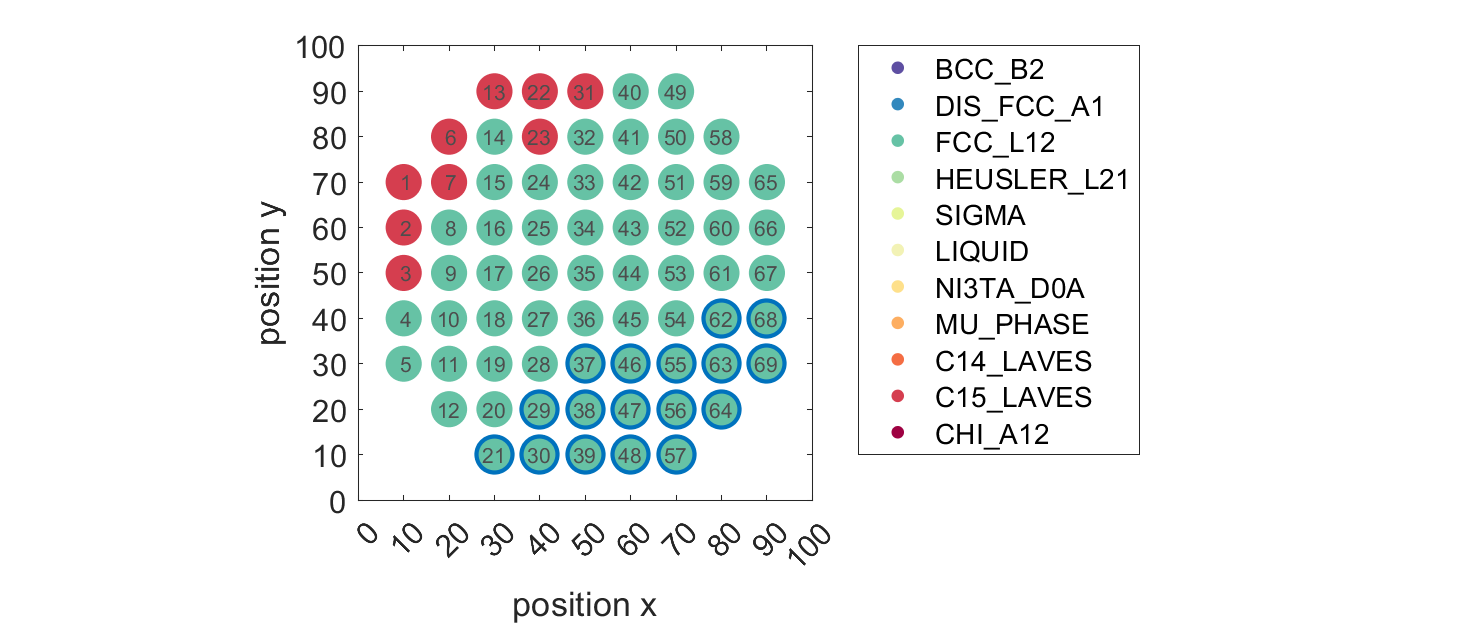 100
90 13 22 31 40 49
80 6 14 23 32 41 50 58
70 1 7 15 24 33 42 51 59 65
60 2 8 16 25 34 43 52 60 66
50 3 9 17 26 35 44 53 61 67
40 4 10 18 27 36 45 54 62 68
30 5 11 19 28 37 46 55 63 69
20 12 20 29 38 47 56 64
10 21 30 39 48 57
0
position y
0 10 20 30 40 50 60 70 80 90 100
position x
BCC_B2
DIS_FCC_A1
FCC_L12
HEUSLER_L21
SIGMA
LIQUID
NI3TA_D0A
MU_PHASE
C14_LAVES
C15_LAVES
CHI_A12